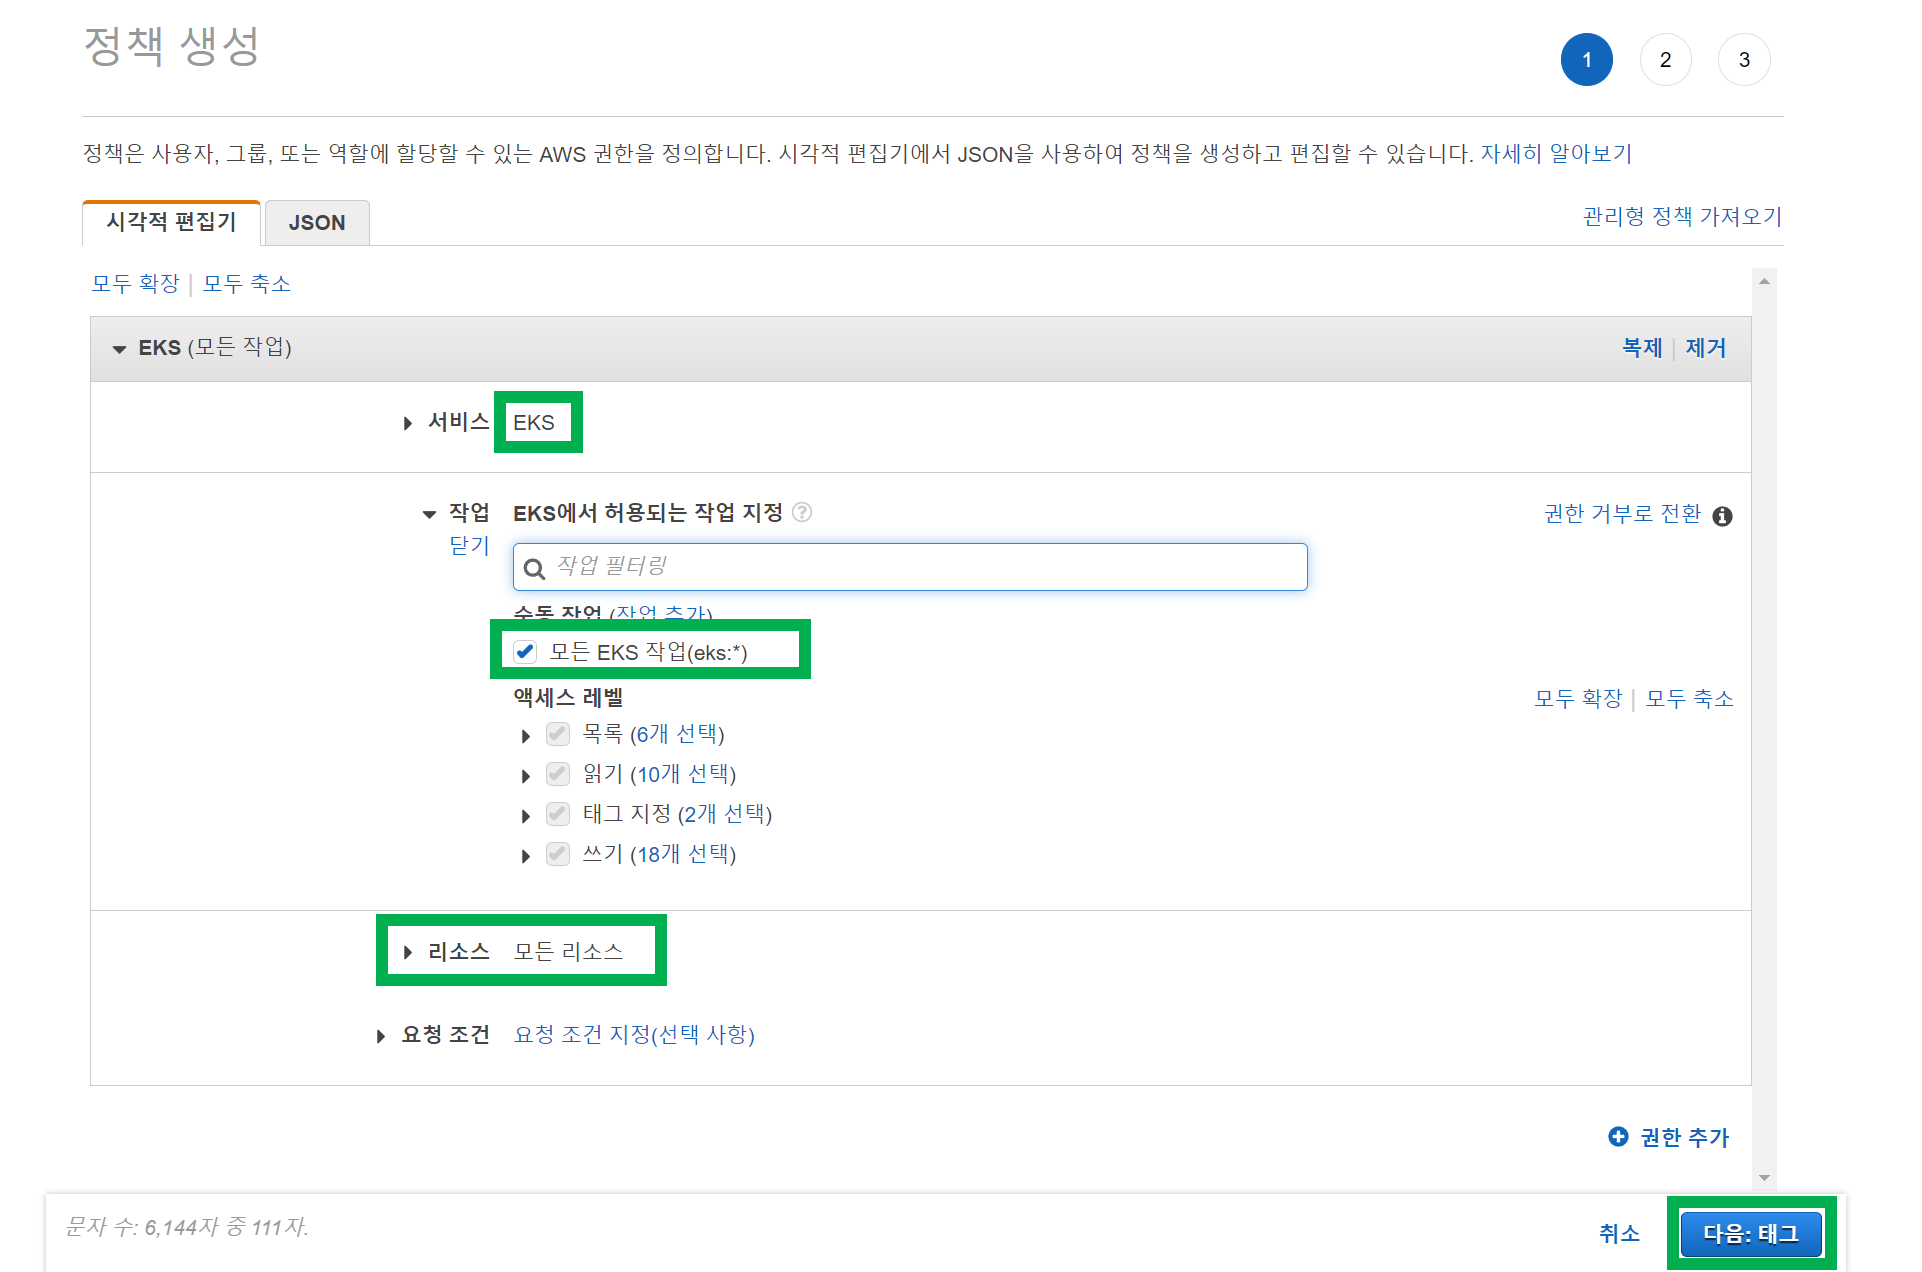 정책 생성
1 2 3
정책은 사용자, 그룹, 또는 역할에 할당할 수 있는 AWS 권한을 정의합니다. 시각적 편집기에서 JSON을 사용하여 정책을 생성하고 편집할 수 있습니다. 자세히 알아보기
시각적 편집기 JSON 관리형 정책 가져오기
모두 확장 | 모두 축소
EKS (모든 작업) 복제 | 제거
서비스 EKS
작업 EKS에서 허용되는 작업 지정 권한 거부로 전환
닫기
작업 필터링
수동 작업 (작업 추가)
모든 EKS 작업(eks:*)
액세스 레벨 모두 확장 | 모두 축소
목록 (6개 선택)
읽기 (10개 선택)
태그 지정 (2개 선택)
쓰기 (18개 선택)
리소스 모든 리소스
요청 조건 요청 조건 지정(선택 사항)
권한 추가
문자 수: 6,144자 중 111자. 취소 다음: 태그